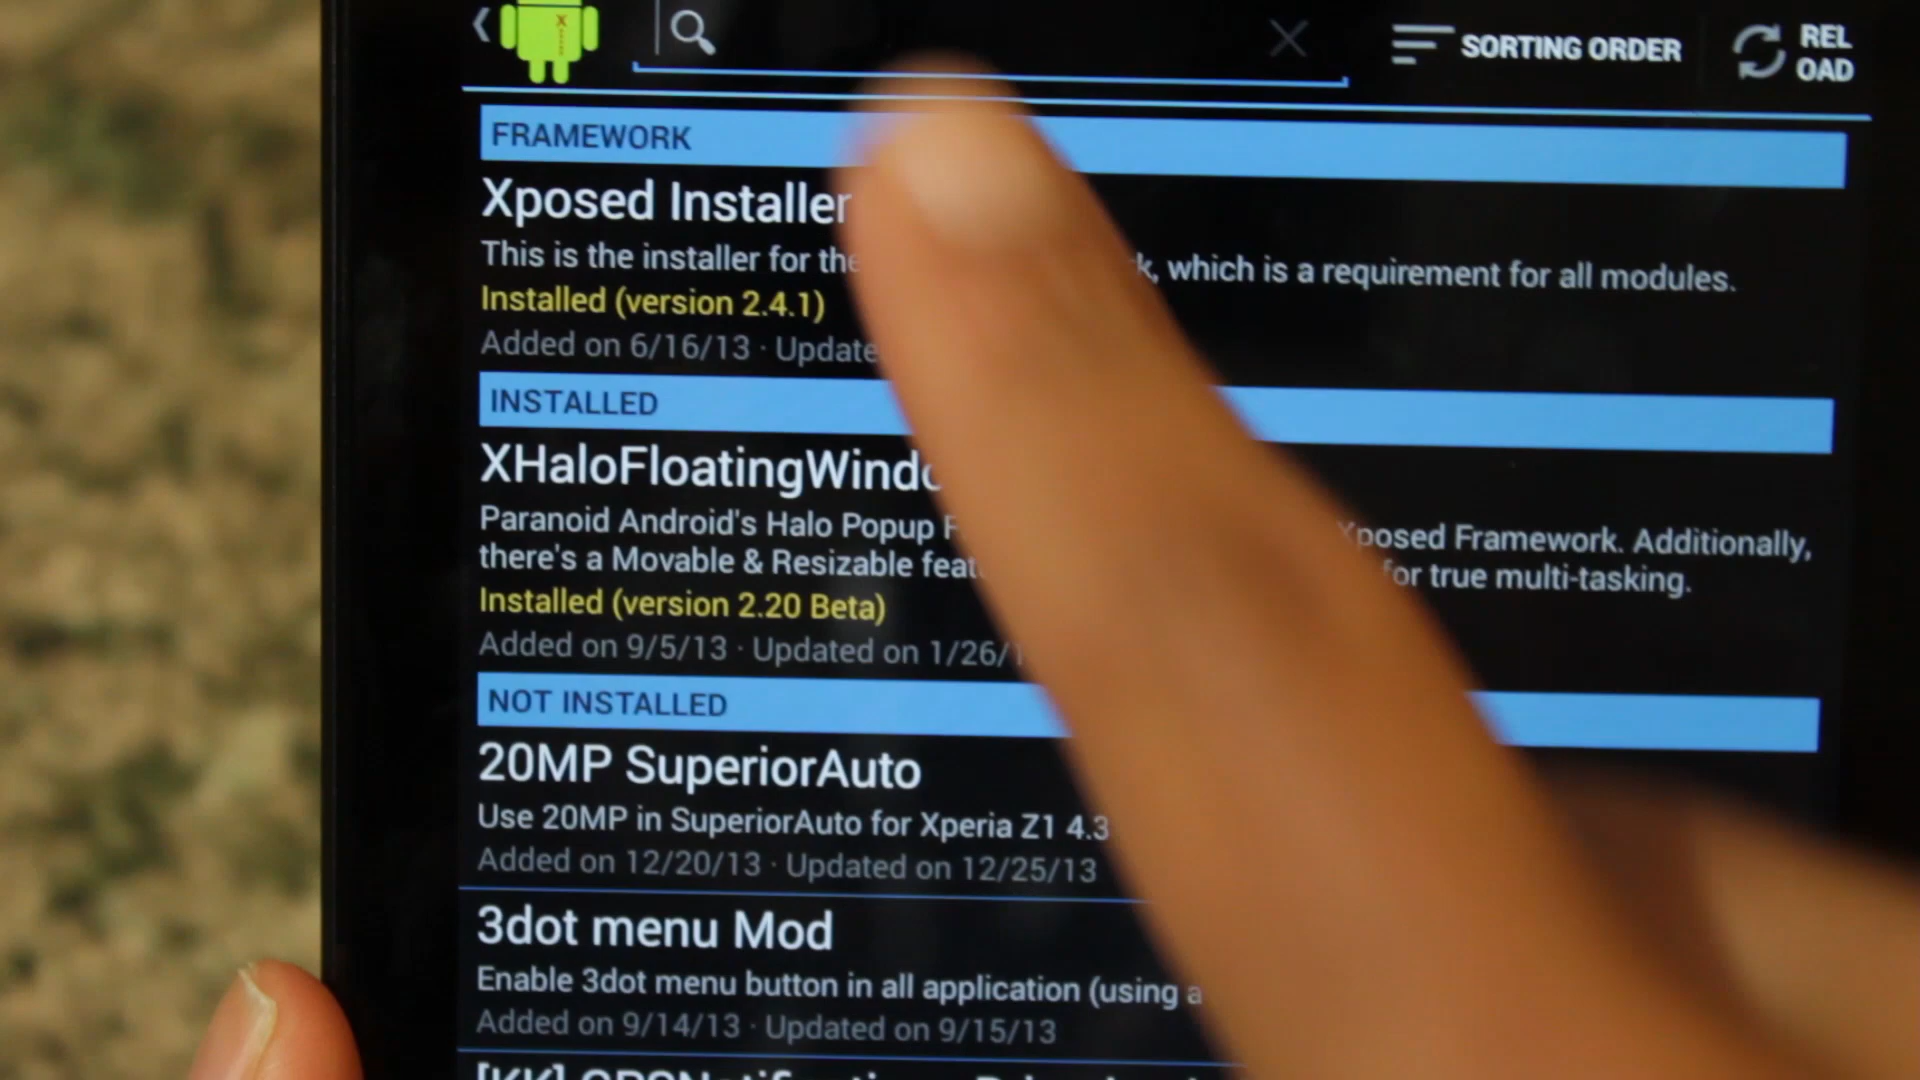 SORTING ORDER
REL
OAD
FRAMEWORK
Xposed Installer
This is the installer for the , which is a requirement for all modules.
Installed (version 2.4.1)
Added on 6/16/13 ·
INSTALLED
Paranoid Android's Halo Popup Xposed Framework. Additionally,
there's a Movable & Resizable for true multi-tasking.
Installed (version 2.20 Beta)
Added on 9/5/13 · Updated on
NOT INSTALLED
20MP SuperiorAuto
Use 20MP in SuperiorAuto for Xperia Z1 4.3
Added on 12/20/13 · Updated on 12/25/13
3dot menu Mod
Enable 3dot menu button in all application (using a
Added on 9/14/13 · Updated on 9/15/13